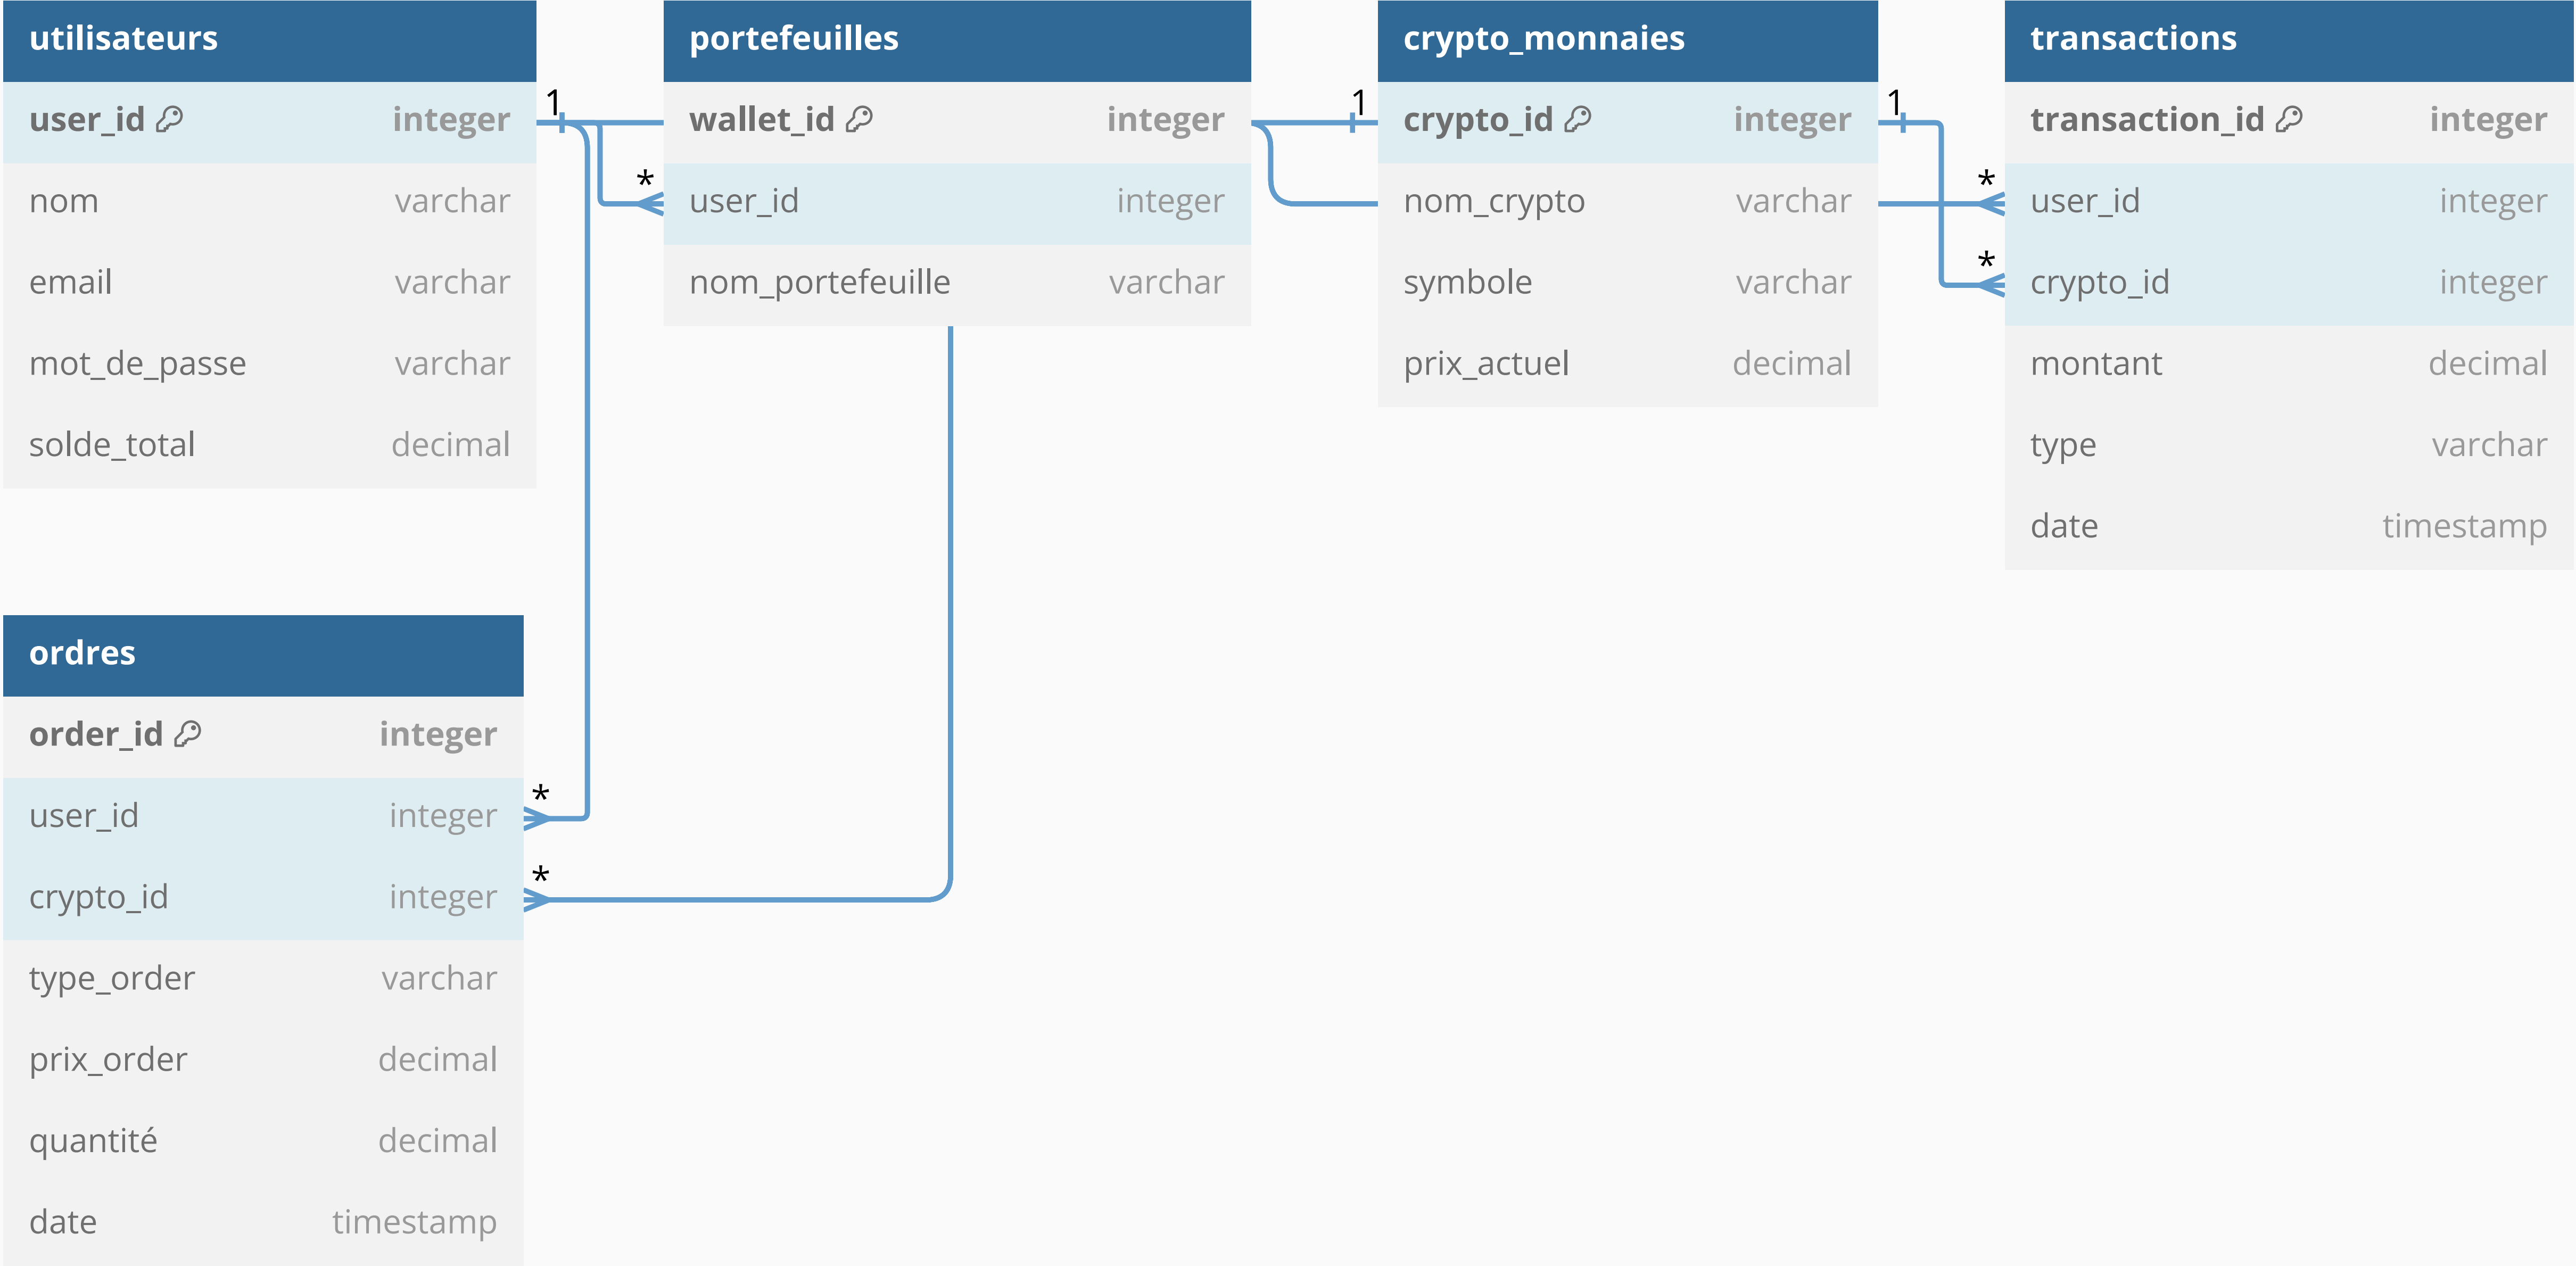 utilisateurs
user_id integer
nom varchar
email varchar
mot_de_passe varchar
solde_total decimal
portefeuilles
wallet_id integer
user_id integer
nom_portefeuille varchar
crypto_monnaies
crypto_id integer
nom_crypto varchar
symbole varchar
prix_actuel decimal
transactions
transaction_id integer
user_id integer
crypto_id integer
montant decimal
type varchar
date timestamp
ordres
order_id integer
user_id integer
crypto_id integer
type_order varchar
prix_order decimal
quantité decimal
date timestamp
1
*
1
1
*
*
*
*